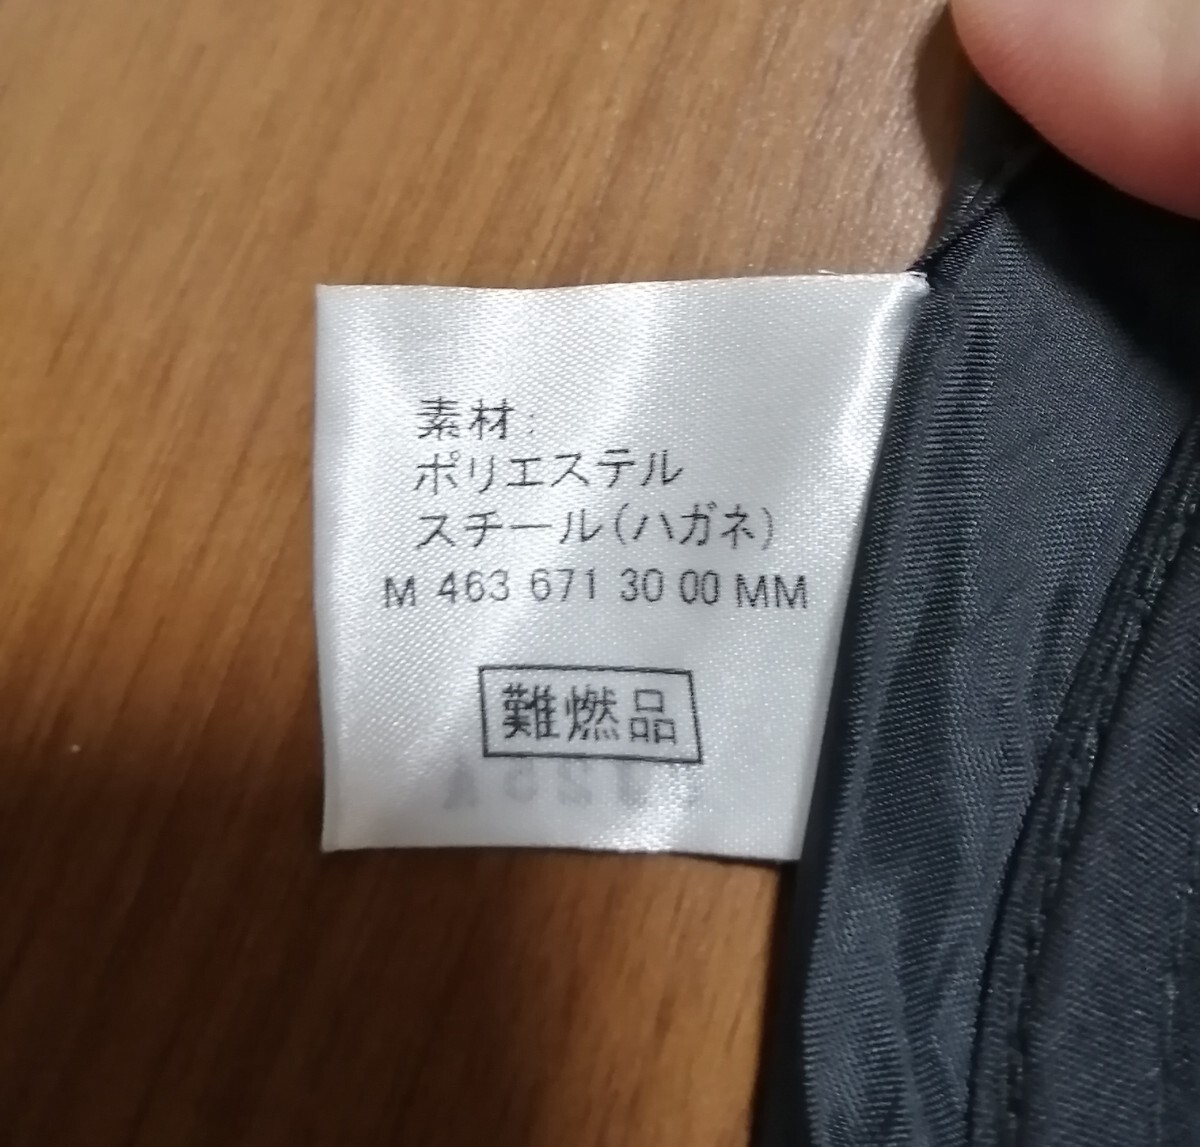 素材:
ポリエステル
スチール(ハガネ)
M 463 671 30 00 MM
難燃品